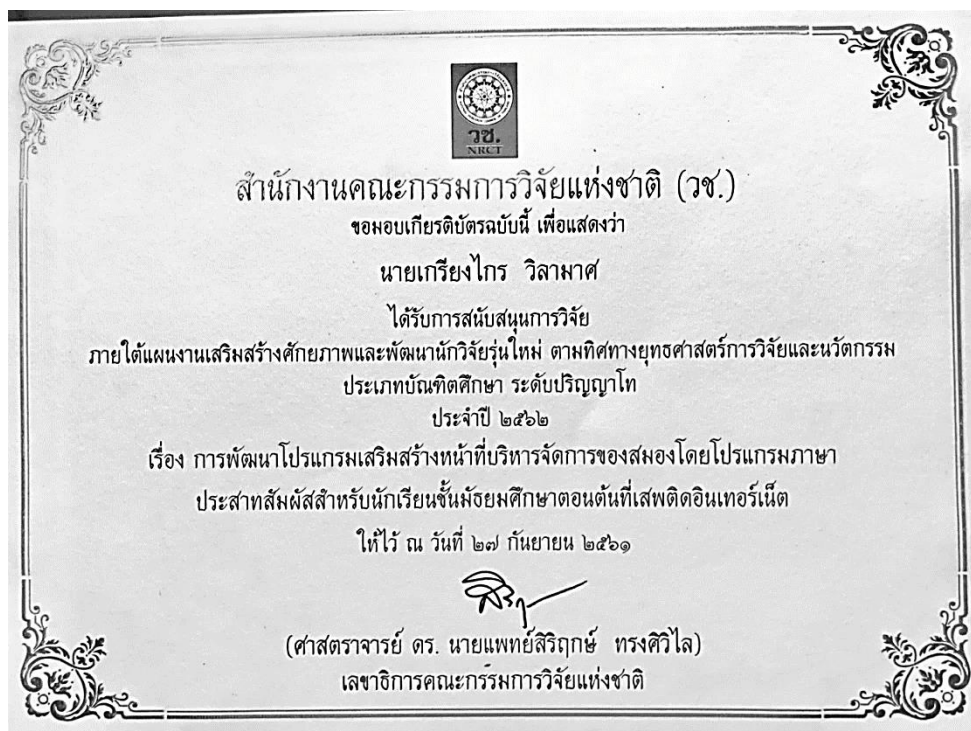 วช.
NRCT
สำนักงานคณะกรรมการวิจัยแห่งชาติ (วช.)
ขอมอบเกียรติบัตรฉบับนี้ เพื่อแสดงว่า
นายเกรียงไกร วิลามาศ
ได้รับการสนับสนุนการวิจัย
ภายใต้แผนงานเสริมสร้างศักยภาพและพัฒนานักวิจัยรุ่นใหม่ ตามทิศทางยุทธศาสตร์การวิจัยและนวัตกรรม
ประเภทบัณฑิตศึกษา ระดับปริญญาโท
ประจำปี ๒๕๖๒
เรื่อง การพัฒนาโปรแกรมเสริมสร้างหน้าที่บริหารจัดการของสมองโดยโปรแกรมภาษา
ประสาทสัมผัสสำหรับนักเรียนชั้นมัธยมศึกษาตอนต้นที่เสพติดอินเทอร์เน็ต
ให้ไว้ ณ วันที่ ๒๗ กันยายน ๒๕๖๑
(ศาสตราจารย์ ดร. นายแพทย์สิริฤกษ์ ทรงศิวิไล)
เลขาธิการคณะกรรมการวิจัยแห่งชาติ